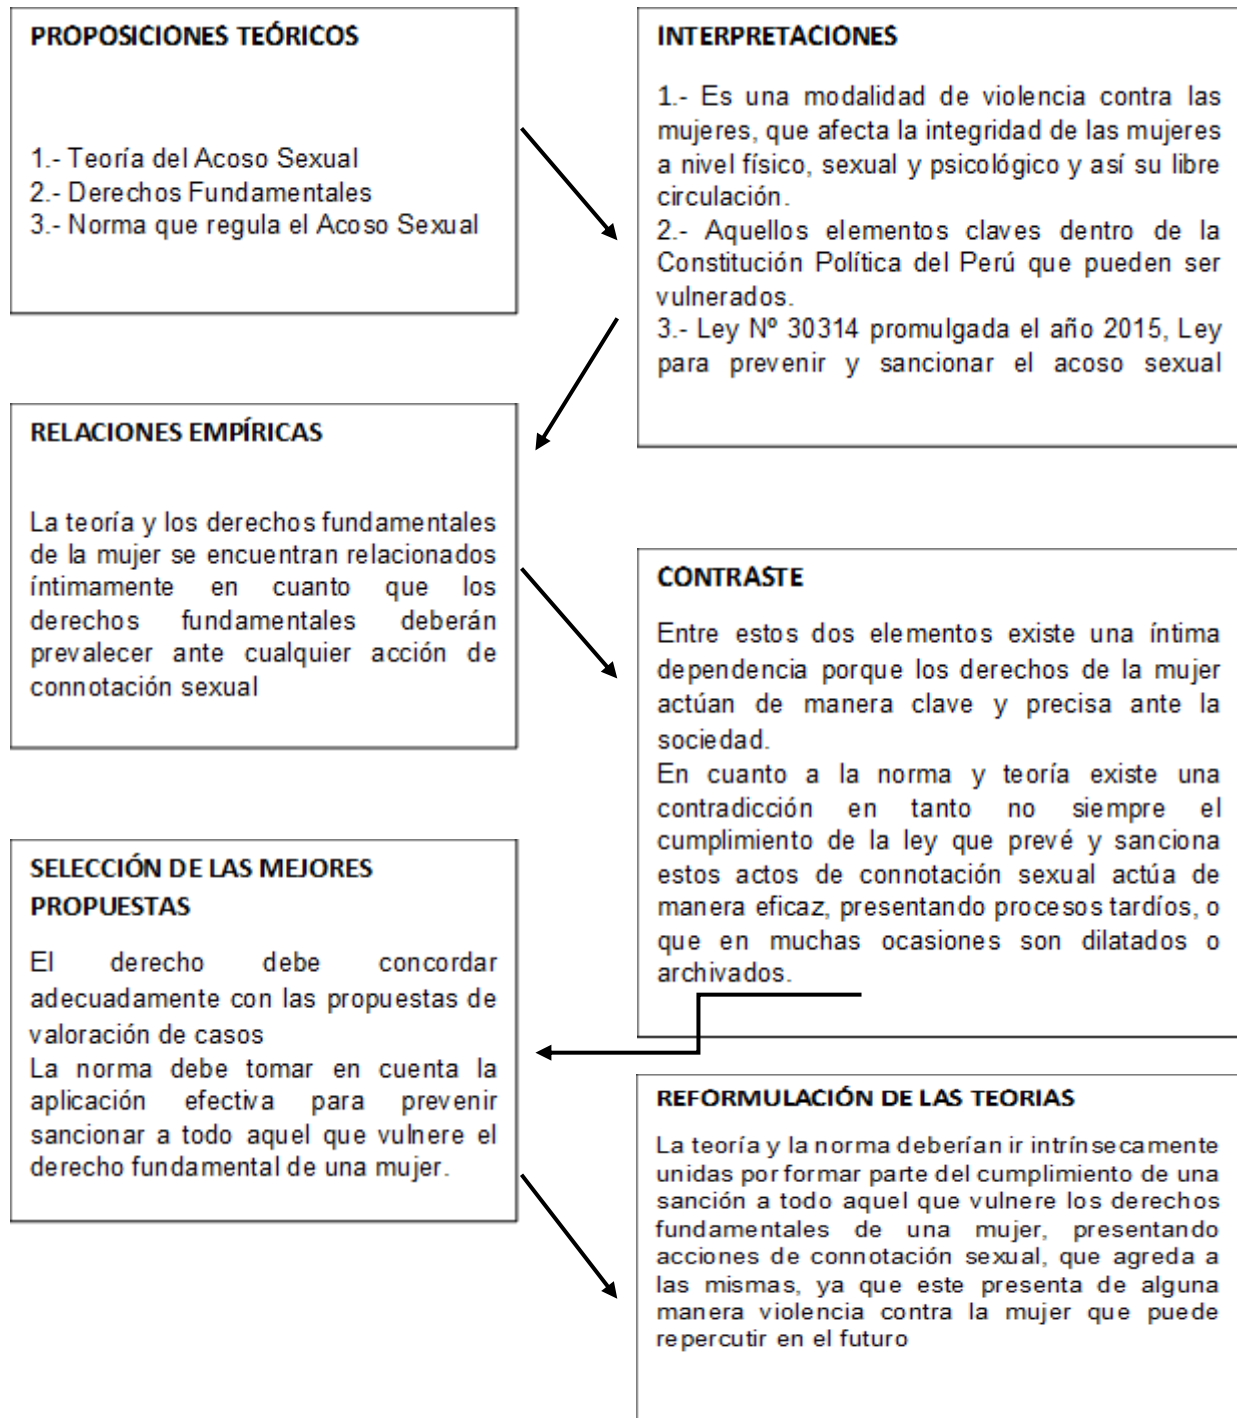 PROPOSICIONES TEÓRICOS
1.- Teoría del Acoso Sexual
2.- Derechos Fundamentales
3.- Norma que regula el Acoso Sexual
INTERPRETACIONES
1.- Es una modalidad de violencia contra las
mujeres, que afecta la integridad de las mujeres
a nivel físico, sexual y psicológico y así su libre
circulación.
2.- Aquellos elementos claves dentro de la
Constitución Política del Perú que pueden ser
vulnerados.
3.- Ley Nº 30314 promulgada el año 2015, Ley
para prevenir y sancionar el acoso sexual
RELACIONES EMPÍRICAS
La teoría y los derechos fundamentales
de la mujer se encuentran relacionados
íntimamente en cuanto que los
derechos fundamentales deberán
prevalecer ante cualquier acción de
connotación sexual
CONTRASTE
Entre estos dos elementos existe una íntima
dependencia porque los derechos de la mujer
actúan de manera clave y precisa ante la
sociedad.
En cuanto a la norma y teoría existe una
contradicción en tanto no siempre el
cumplimiento de la ley que prevé y sanciona
estos actos de connotación sexual actúa de
manera eficaz, presentando procesos tardíos, o
que en muchas ocasiones son dilatados o
archivados.
SELECCIÓN DE LAS MEJORES
PROPUESTAS
El derecho debe concordar
adecuadamente con las propuestas de
valoración de casos
La norma debe tomar en cuenta la
aplicación efectiva para prevenir
sancionar a todo aquel que vulnere el
derecho fundamental de una mujer.
REFORMULACIÓN DE LAS TEORIAS
La teoría y la norma deberían ir intrínsecamente
unidas por formar parte del cumplimiento de una
sanción a todo aquel que vulnere los derechos
fundamentales de una mujer, presentando
acciones de connotación sexual, que agreda a
las mismas, ya que este presenta de alguna
manera violencia contra la mujer que puede
repercutir en el futuro